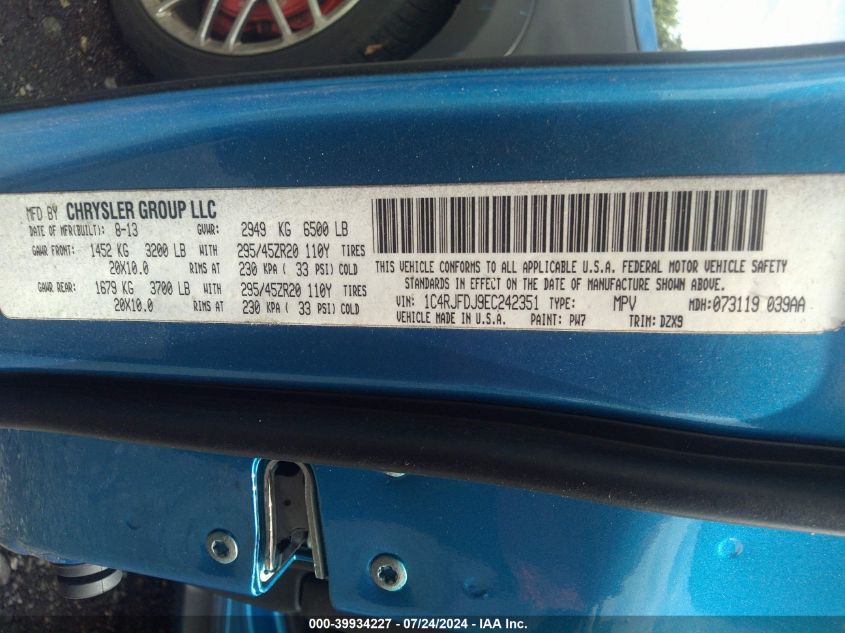 MFD BY CHRYSLER GROUP LLC
DATE OF MFR(BUILT): 8-13 GVWR: 2949 KG 6500 LB
GAWR FRONT: 1452 KG 3200 LB WITH 295/45ZR20 110Y TIRES
20X10.0 RIMS AT 230 KPA ( 33 PSI) COLD
GAWR REAR: 1679 KG 3700 LB WITH 295/45ZR20 110Y TIRES
20X10.0 RIMS AT 230 KPA ( 33 PSI) COLD
THIS VEHICLE CONFORMS TO ALL APPLICABLE U.S.A. FEDERAL MOTOR VEHICLE SAFETY
STANDARDS IN EFFECT ON THE DATE OF MANUFACTURE SHOWN ABOVE.
VIN: 1C4RJFDJ9EC242351 TYPE: MPV MDH: 073119 039AA
VEHICLE MADE IN U.S.A. PAINT: PW7 TRIM: DZX9
000-39934227 - 07/24/2024 - IAA Inc.